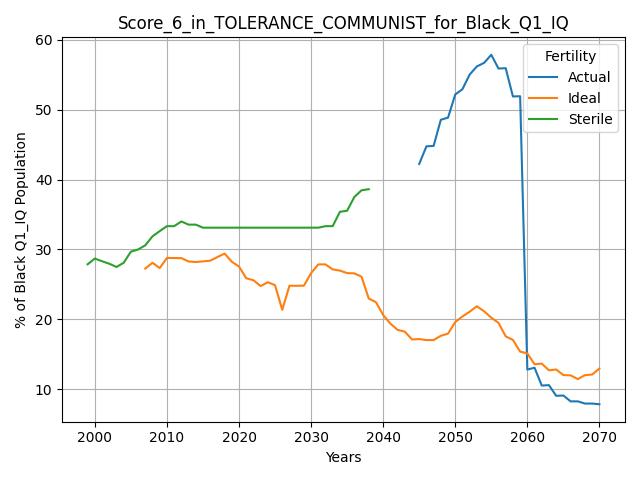 Score_6_in_TOLERANCE_COMMUNIST_for_Black_Q1_IQ
Fertility
Actual
Ideal
Sterile
% of Black Q1_IQ Population
60
50
40
30
20
10
2000 2010 2020 2030 2040 2050 2060 2070
Years